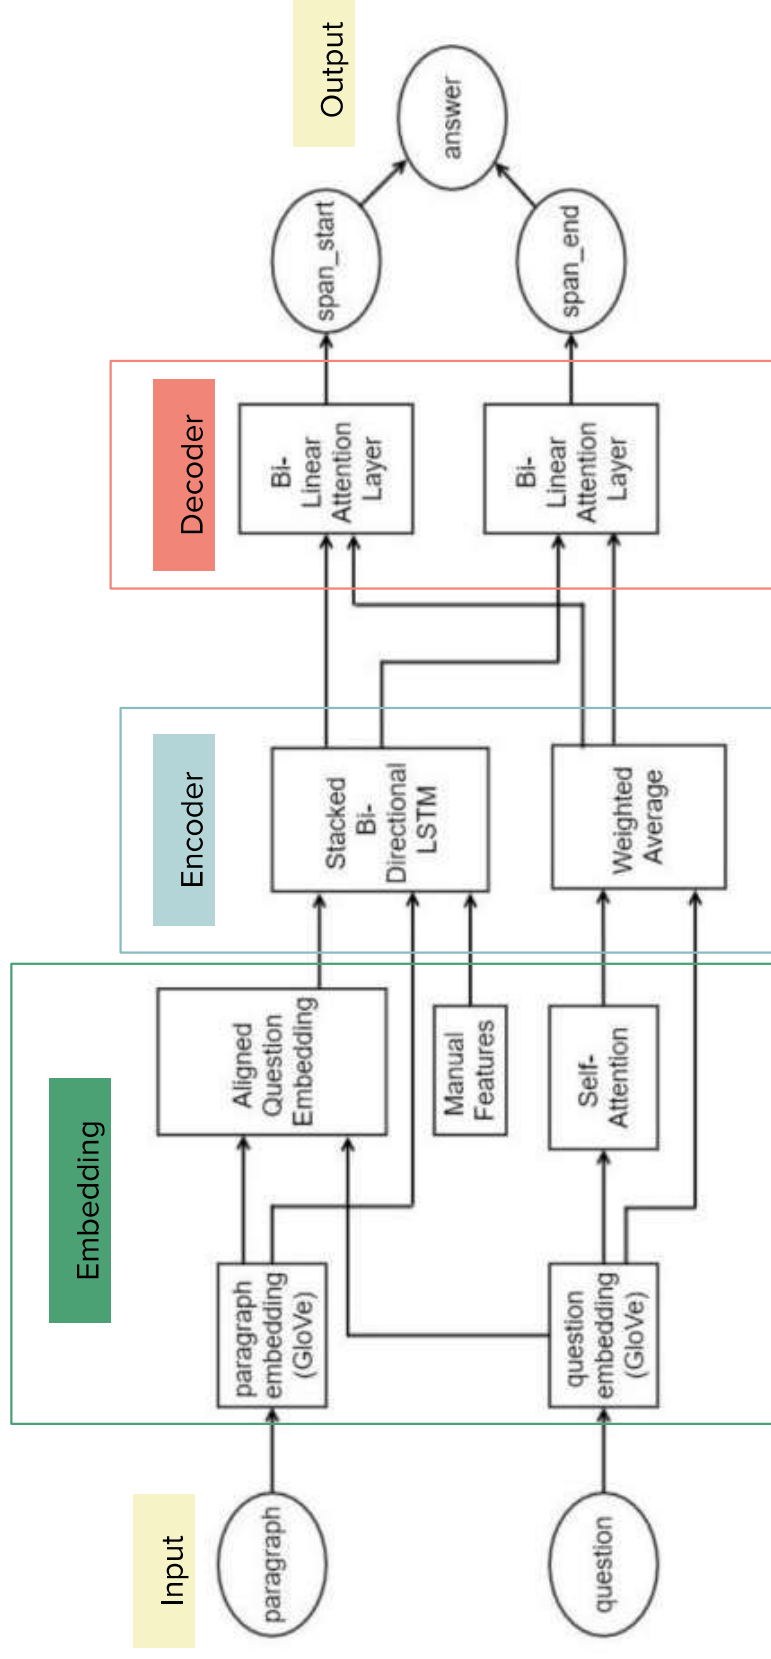 Input
Embedding
Encoder
Decoder
Output
paragraph
paragraph
embedding
(GloVe)
Aligned
Question
Embedding
Manual
Features
Stacked
Bi-
Directional
LSTM
Bi-
Linear
Attention
Layer
span_start
question
question
embedding
(GloVe)
Self-
Attention
Weighted
Average
Bi-
Linear
Attention
Layer
span_end
answer